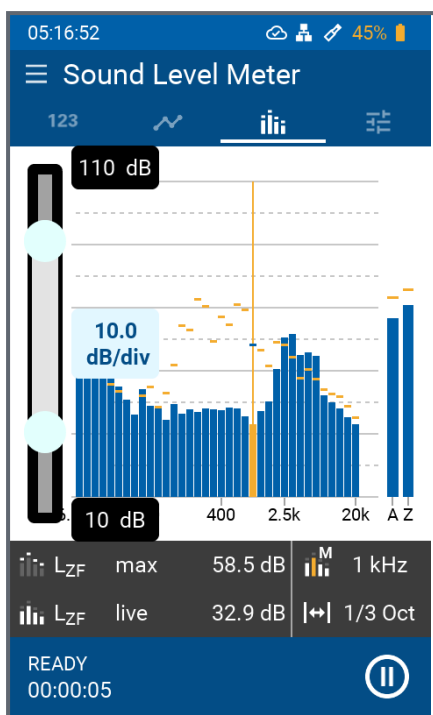 05:16:52 45%
Sound Level Meter
123
110 dB
10.0
dB/div
10 dB
400 2.5k 20k A Z
LZF max 58.5 dB M 1 kHz
LZF live 32.9 dB 1/3 Oct
READY
00:00:05